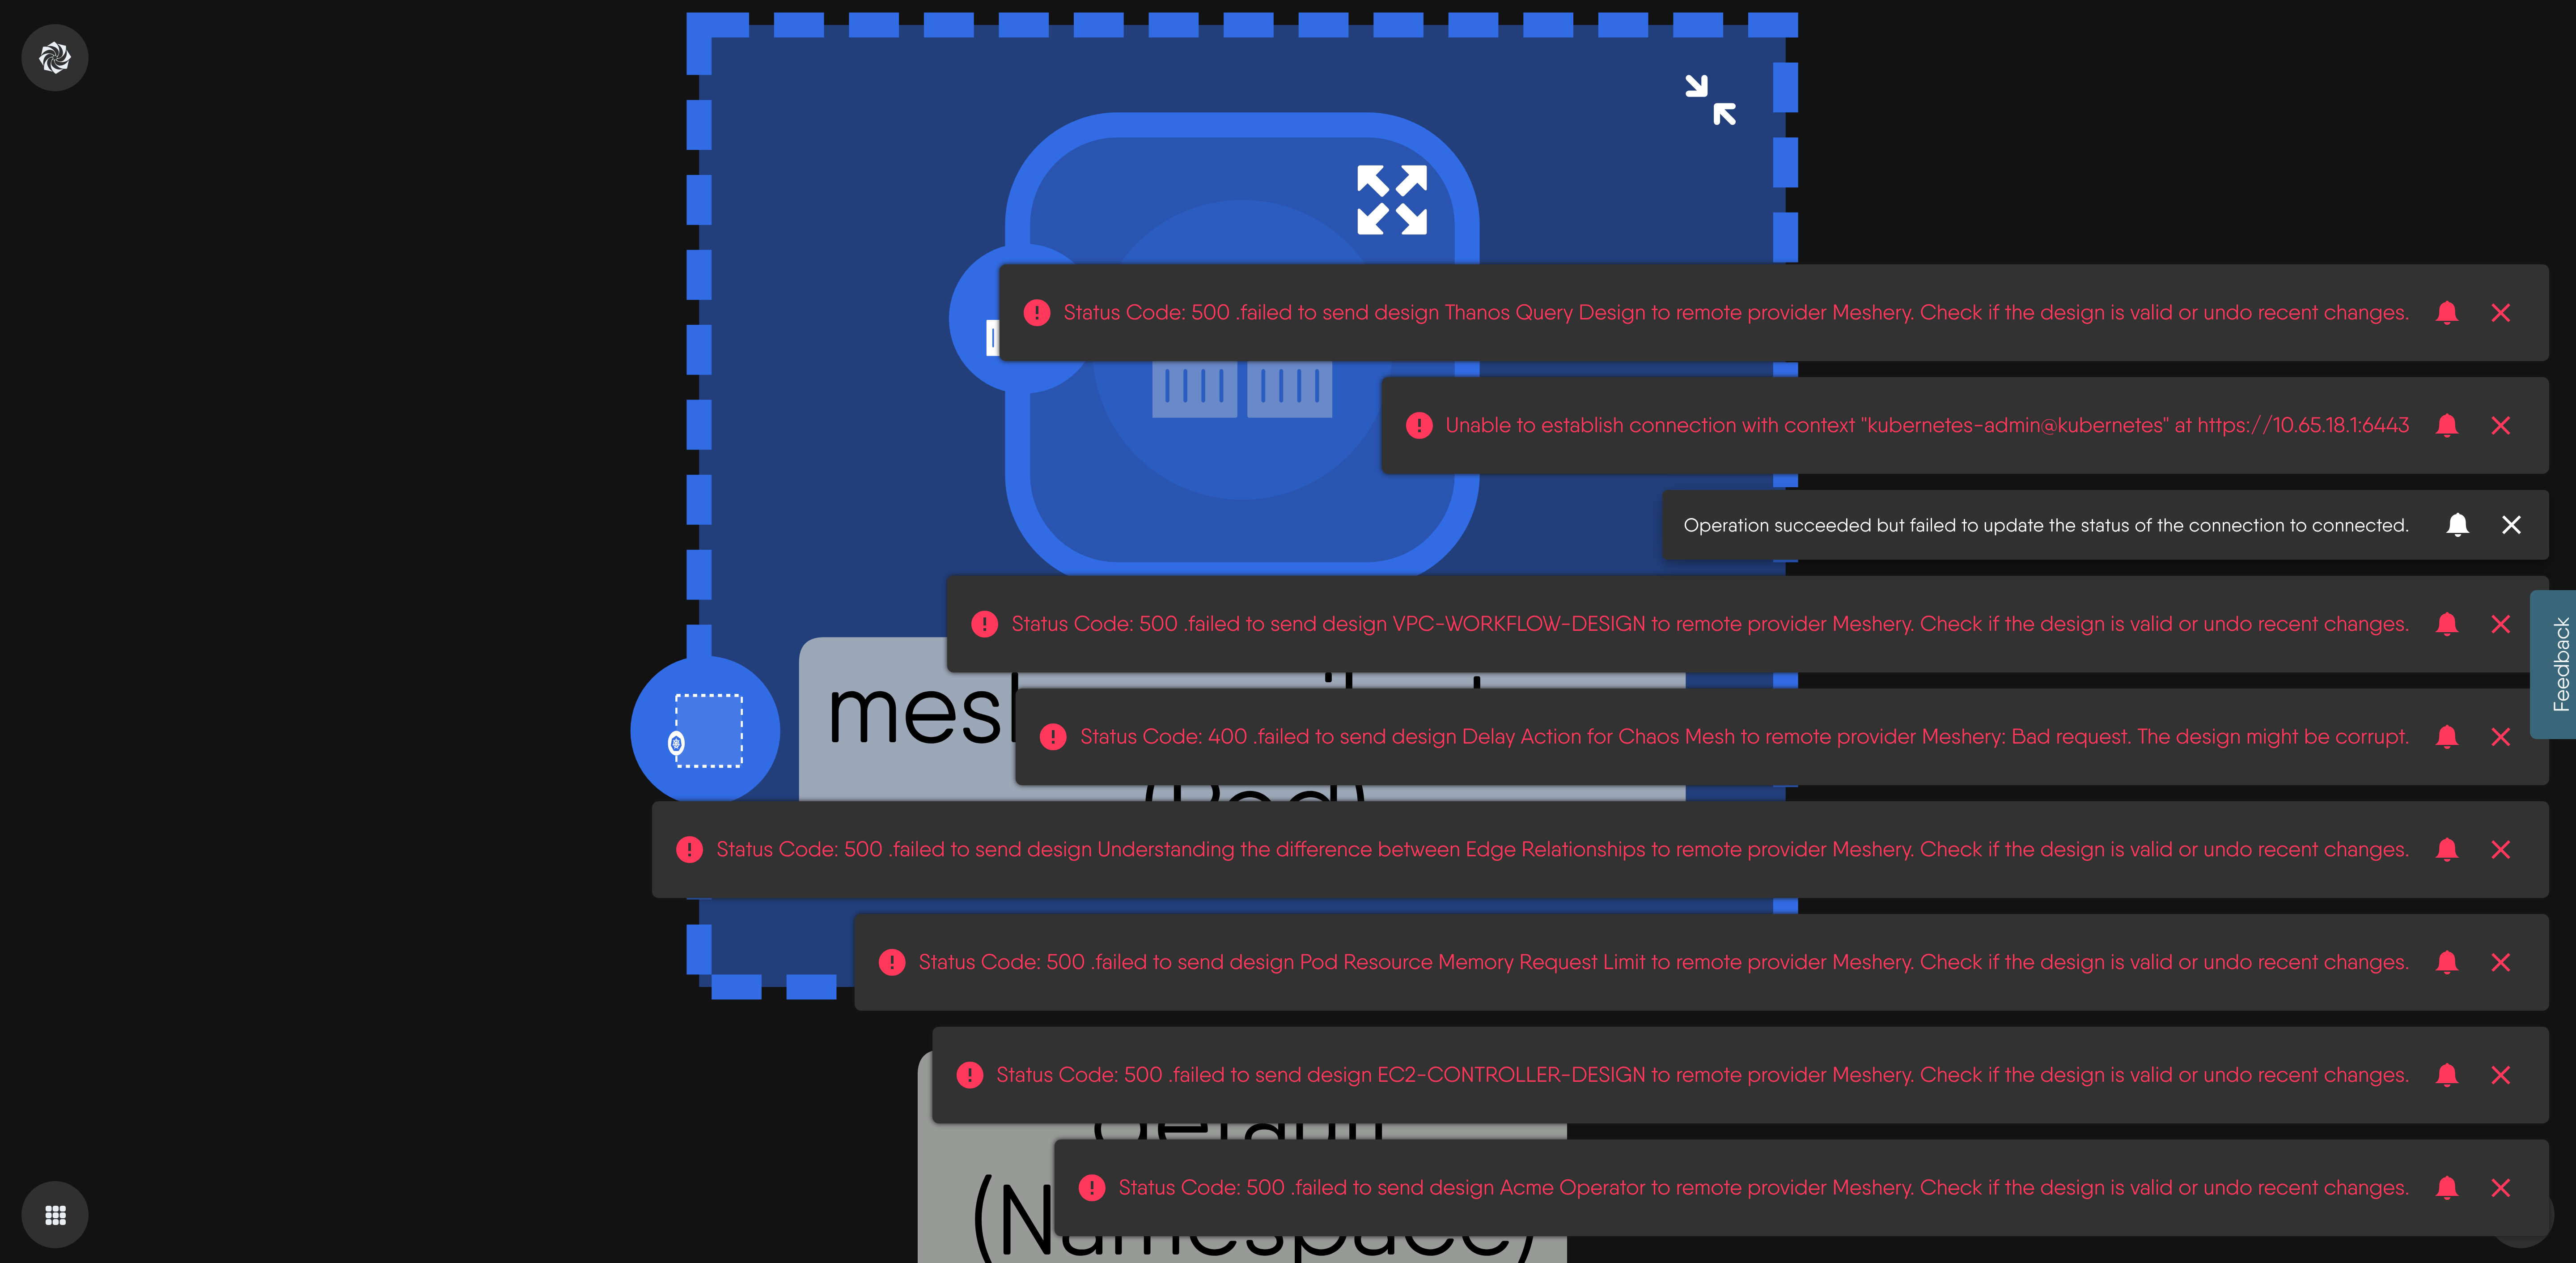 Status Code: 500 .failed to send design Thanos Query Design to remote provider Meshery. Check if the design is valid or undo recent changes.
Unable to establish connection with context "kubernetes-admin@kubernetes" at https://10.65.18.1:6443
Operation succeeded but failed to update the status of the connection to connected.
Status Code: 500 .failed to send design VPC-WORKFLOW-DESIGN to remote provider Meshery. Check if the design is valid or undo recent changes.
Feedback
Status Code: 400 .failed to send design Delay Action for Chaos Mesh to remote provider Meshery: Bad request. The design might be corrupt.
(Pod)
Status Code: 500 .failed to send design Understanding the difference between Edge Relationships to remote provider Meshery. Check if the design is valid or undo recent changes.
Status Code: 500 .failed to send design Pod Resource Memory Request Limit to remote provider Meshery. Check if the design is valid or undo recent changes.
Status Code: 500 .failed to send design EC2-CONTROLLER-DESIGN to remote provider Meshery. Check if the design is valid or undo recent changes.
default
Status Code: 500 .failed to send design Acme Operator to remote provider Meshery. Check if the design is valid or undo recent changes.
(Namespace)